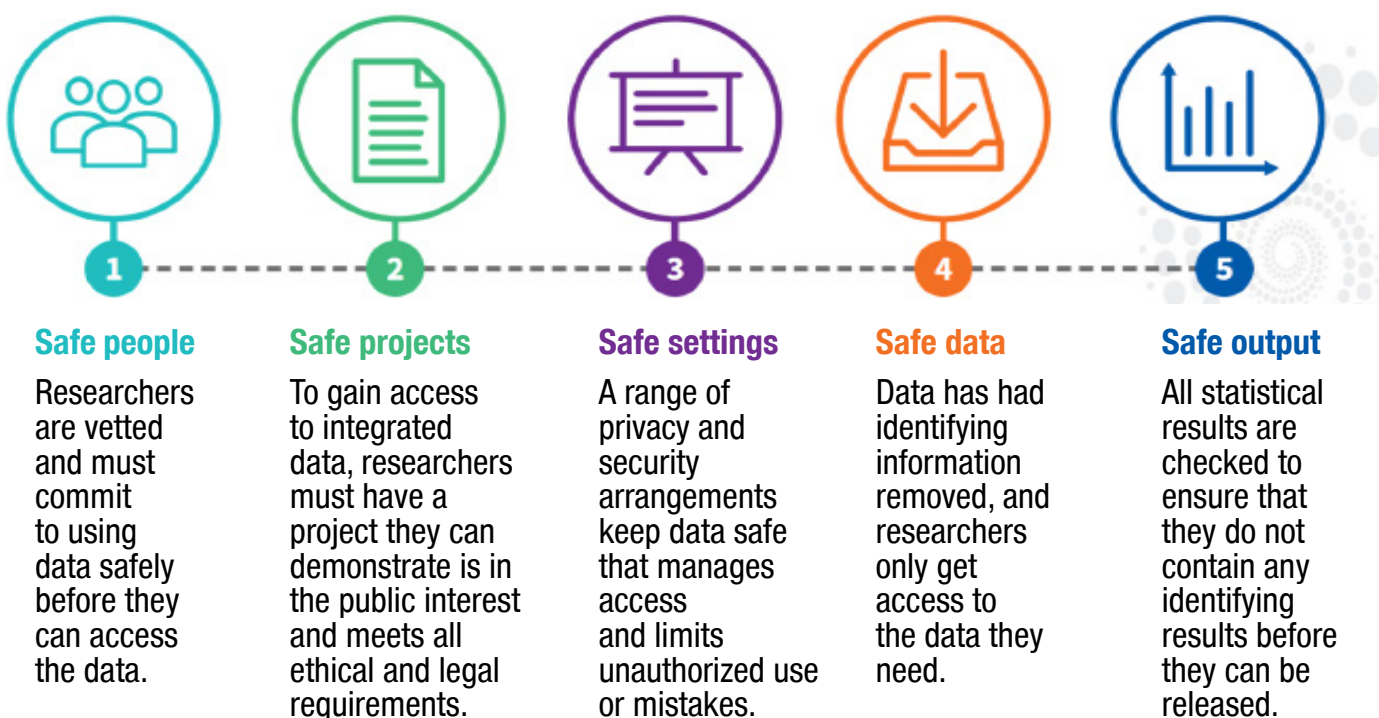 1
2
3
4
5
Safe people
Researchers
are vetted
and must
commit
to using
data safely
before they
can access
the data.
Safe projects
To gain access
to integrated
data, researchers
must have a
project they can
demonstrate is in
the public interest
and meets all
ethical and legal
requirements.
Safe settings
A range of
privacy and
security
arrangements
keep data safe
that manages
access
and limits
unauthorized use
or mistakes.
Safe data
Data has had
identifying
information
removed, and
researchers
only get
access to
the data they
need.
Safe output
All statistical
results are
checked to
ensure that
they do not
contain any
identifying
results before
they can be
released.